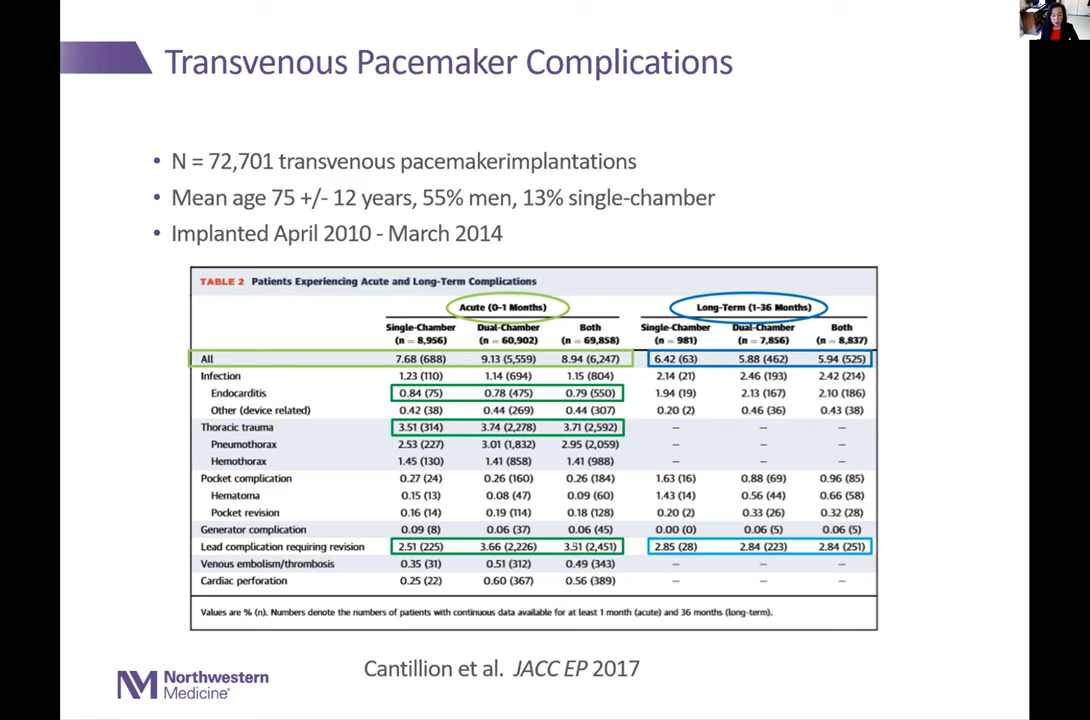 Transvenous Pacemaker Complications
• N = 72,701 transvenous pacemakerimplantations
• Mean age 75 +/- 12 years, 55% men, 13% single-chamber
• Implanted April 2010 - March 2014
TABLE 2 Patients Experiencing Acute and Long-Term Complications
Acute (0-1 Months) Long-Term (1-36 Months)
Single-Chamber Dual-Chamber Both Single-Chamber Dual-Chamber Both
(n = 8,956) (n = 60,902) (n = 69,858) (n = 981) (n = 7,856) (n = 8,837)
All 7.68 (688) 9.13 (5,559) 8.94 (6,247) 6.42 (63) 5.88 (462) 5.94 (525)
Infection 1.23 (110) 1.14 (694) 1.15 (804) 2.14 (21) 2.46 (193) 2.42 (214)
Endocarditis 0.84 (75) 0.78 (475) 0.79 (550) 1.94 (19) 2.13 (167) 2.10 (186)
Other (device related) 0.42 (38) 0.44 (269) 0.44 (307) 0.20 (2) 0.46 (36) 0.43 (38)
Thoracic trauma 3.51 (314) 3.74 (2,278) 3.71 (2,592) – – –
Pneumothorax 2.53 (227) 3.01 (1,832) 2.95 (2,059) – – –
Hemothorax 1.45 (130) 1.41 (858) 1.41 (988) – – –
Pocket complication 0.27 (24) 0.26 (160) 0.26 (184) 1.63 (16) 0.88 (69) 0.96 (85)
Hematoma 0.15 (13) 0.08 (47) 0.09 (60) 1.43 (14) 0.56 (44) 0.66 (58)
Pocket revision 0.16 (14) 0.19 (114) 0.18 (128) 0.20 (2) 0.33 (26) 0.32 (28)
Generator complication 0.09 (8) 0.06 (37) 0.06 (45) 0.00 (0) 0.06 (5) 0.06 (5)
Lead complication requiring revision 2.51 (225) 3.66 (2,226) 3.51 (2,451) 2.85 (28) 2.84 (223) 2.84 (251)
Venous embolism/thrombosis 0.35 (31) 0.51 (312) 0.49 (343) – – –
Cardiac perforation 0.25 (22) 0.60 (367) 0.56 (389) – – –
Values are % (n). Numbers denote the numbers of patients with continuous data available for at least 1 month (acute) and 36 months (long-term).
Cantillion et al. JACC EP 2017
Northwestern
Medicine®